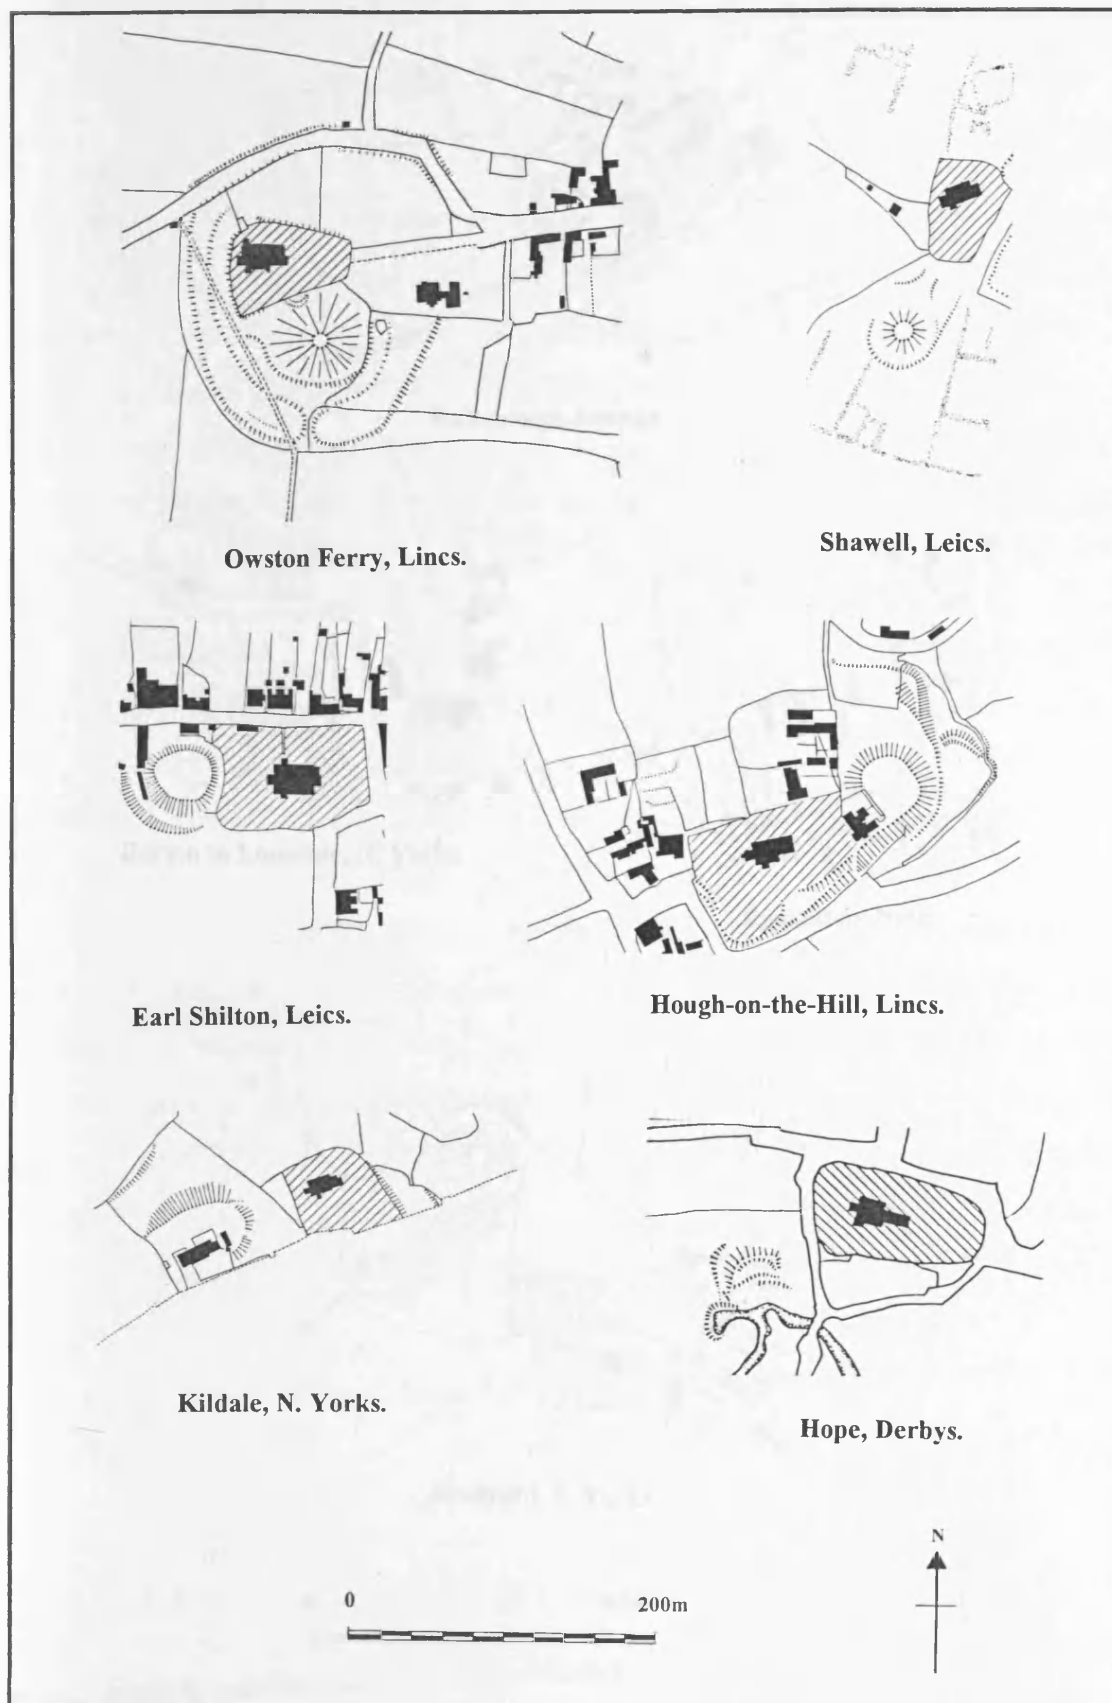 Owston Ferry, Lincs.
Shawell, Leics.
Earl Shilton, Leics.
Hough-on-the-Hill, Lincs.
Kildale, N. Yorks.
Hope, Derbys.
N
0 200m